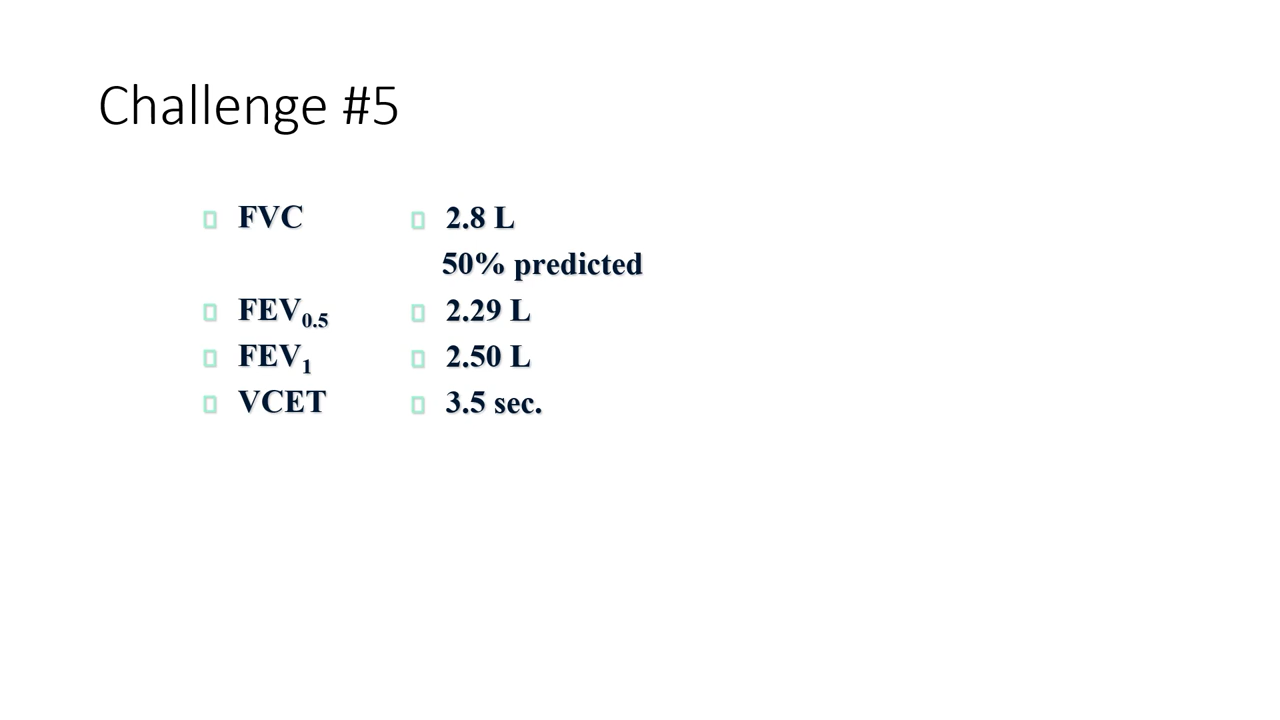 Challenge #5
FVC 2.8 L
50% predicted
FEV0.5 2.29 L
FEV1 2.50 L
VCET 3.5 sec.